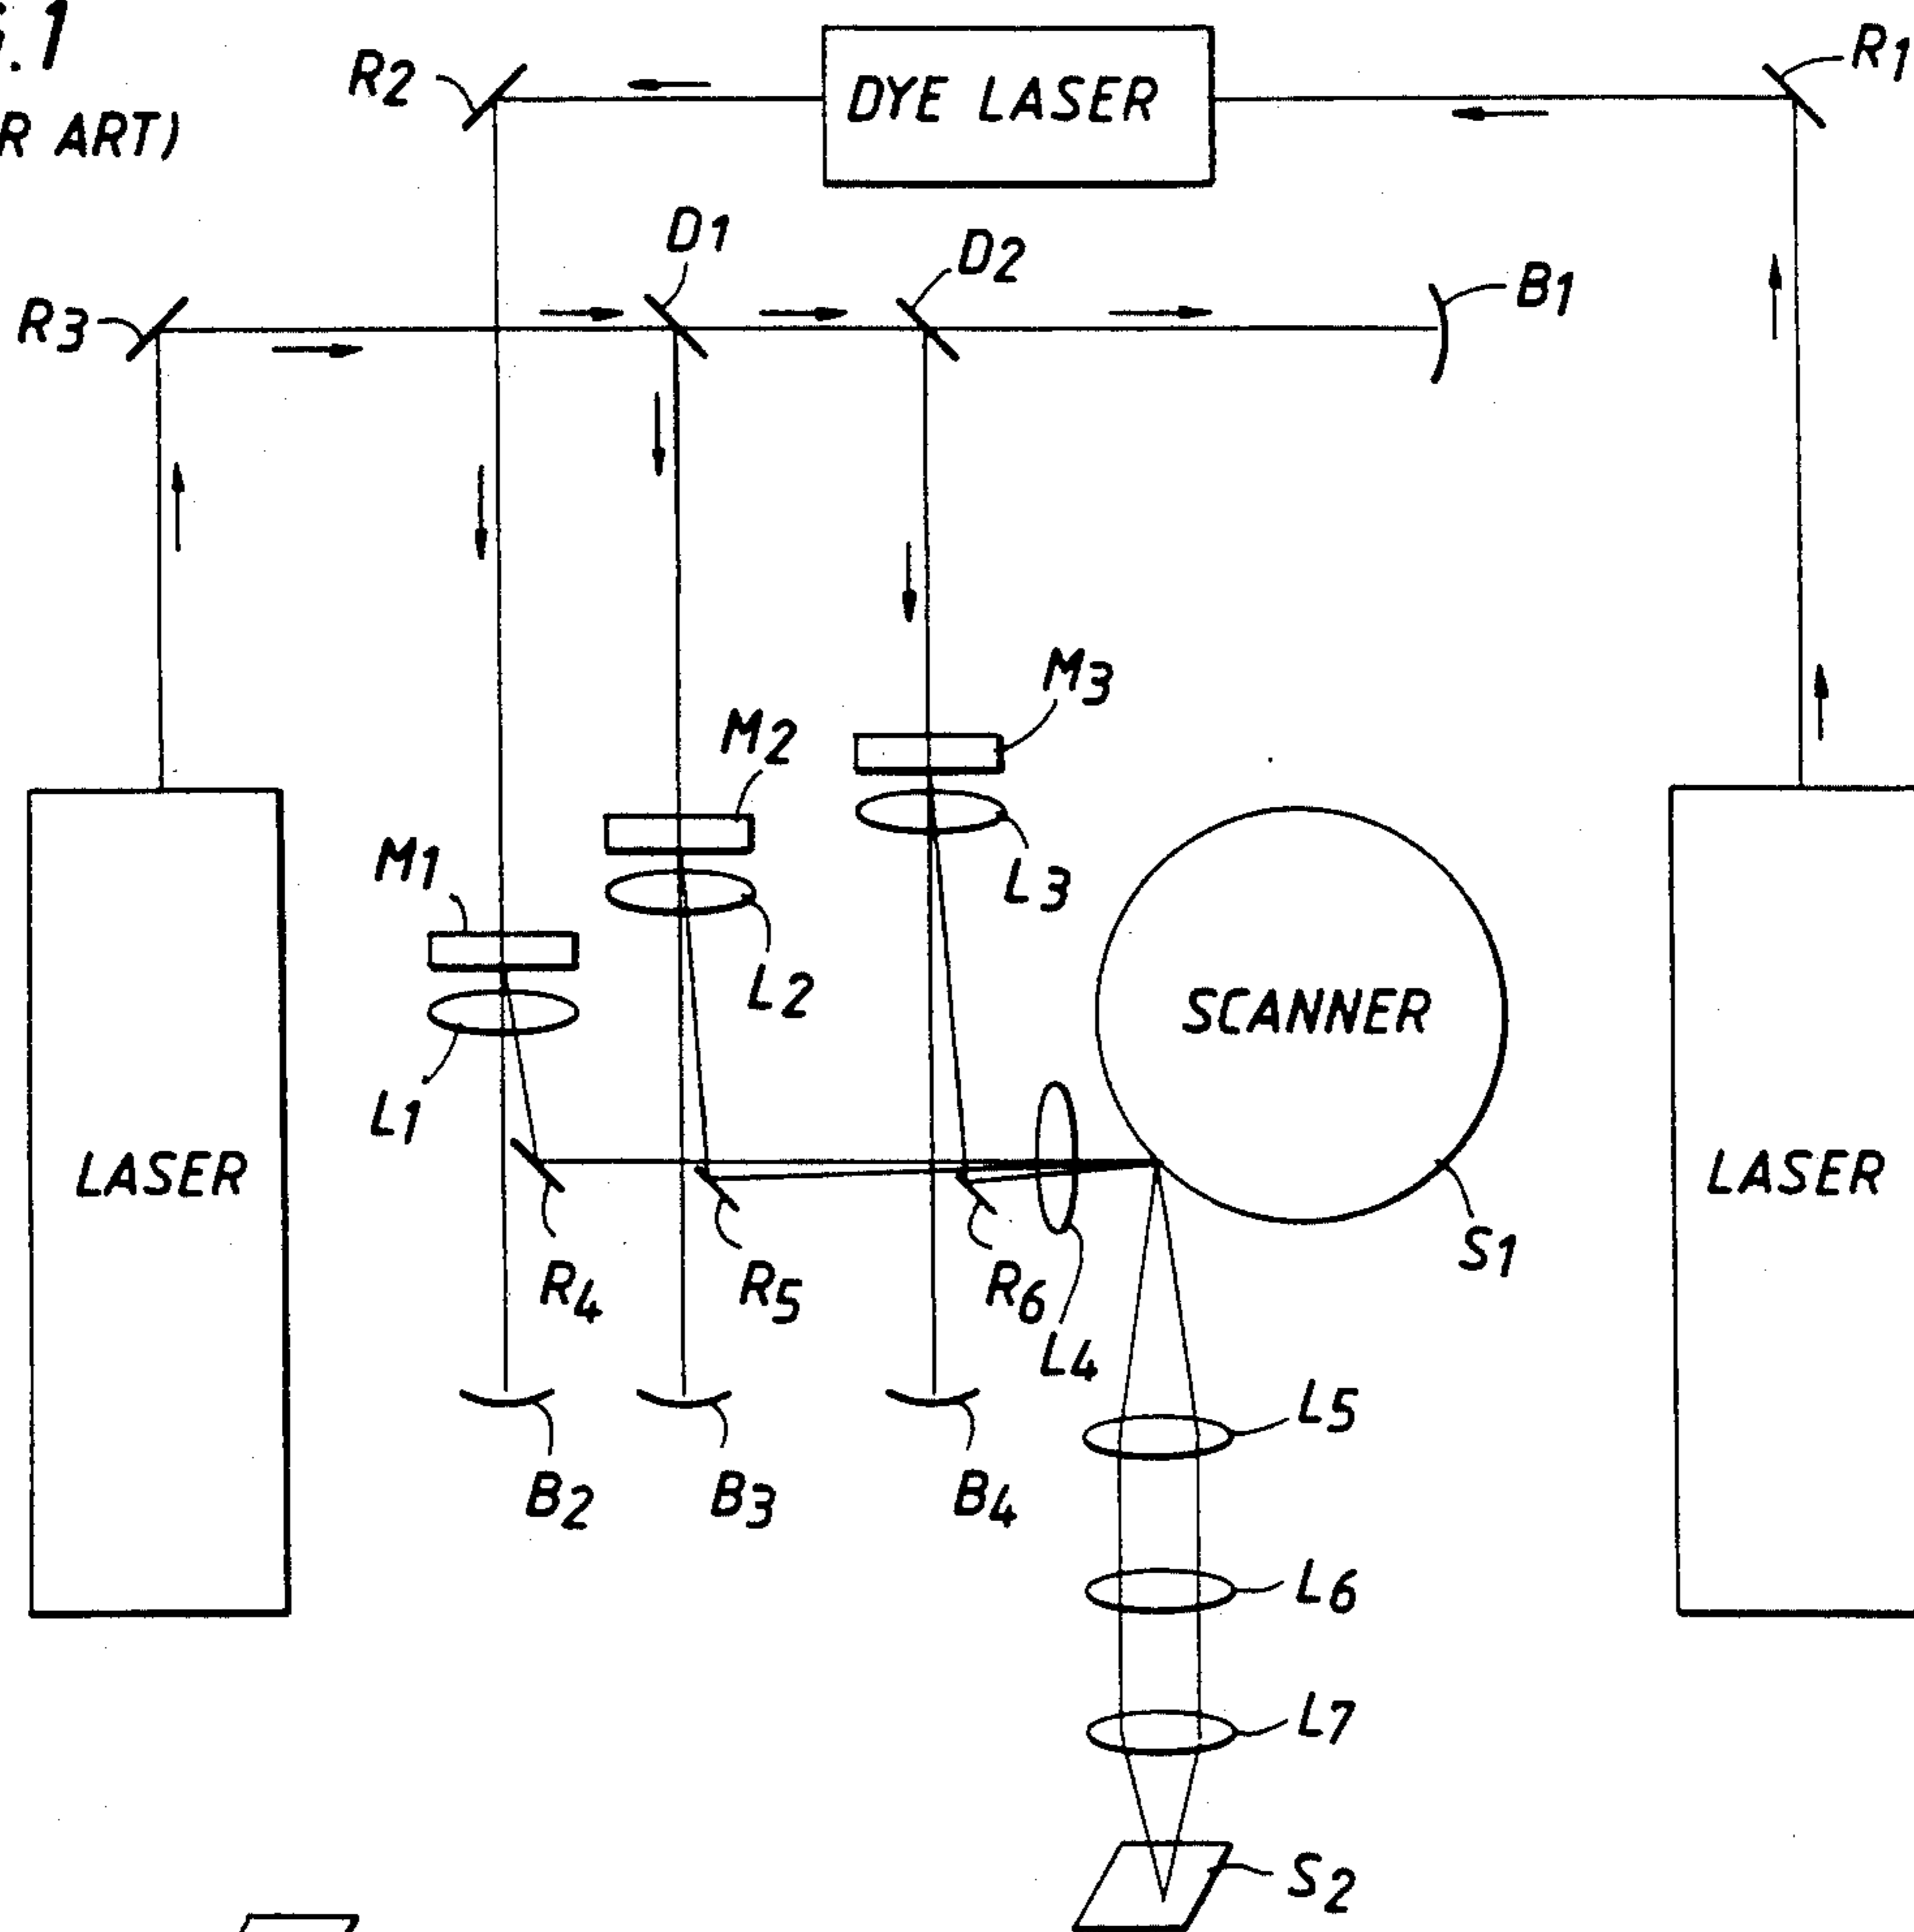 .1
R ART)
R2
DYE LASER
R1
D1
D2
R3
B1
M3
M2
M1
L3
L2
SCANNER
L1
LASER
LASER
S1
R4
R5
R6
L4
L5
B2
B3
B4
L6
L7
S2